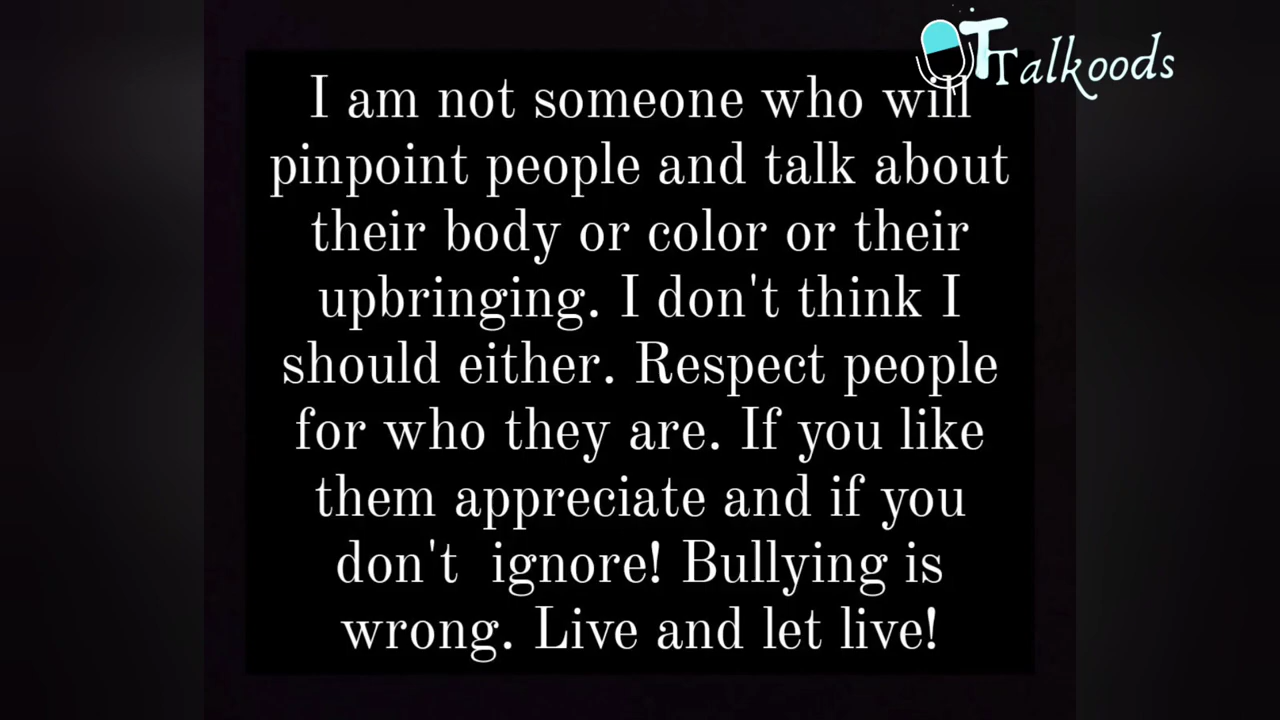 Talkoods
I am not someone who will
pinpoint people and talk about
their body or color or their
upbringing. I don't think I
should either. Respect people
for who they are. If you like
them appreciate and if you
don't  ignore! Bullying is
wrong. Live and let live!